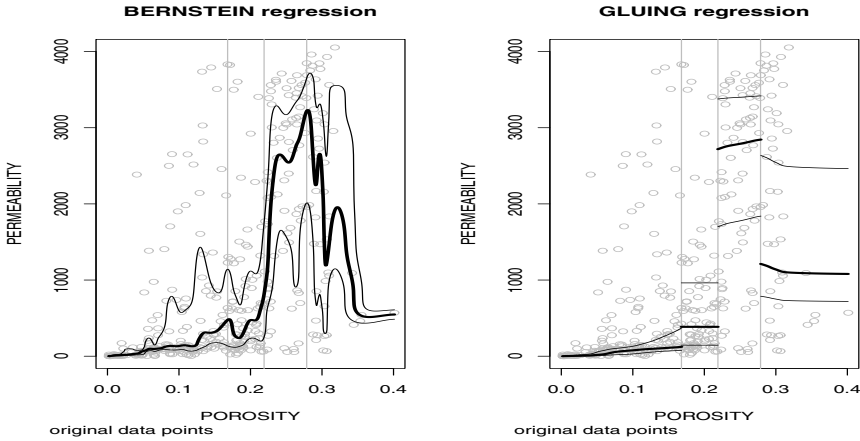 BERNSTEIN regression
PERMEABILITY
4000
3000
2000
1000
0
0.0 0.1 0.2 0.3 0.4
POROSITY
original data points
GLUING regression
PERMEABILITY
4000
3000
2000
1000
0
0.0 0.1 0.2 0.3 0.4
POROSITY
original data points